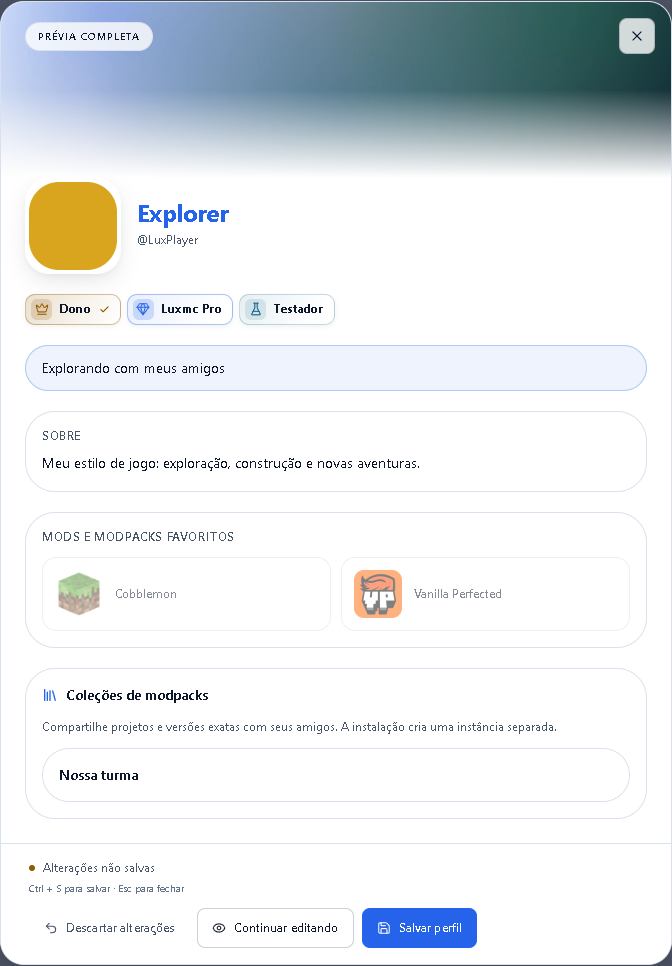 PRÉVIA COMPLETA
Explorer
@LuxPlayer
Dono
Luxmc Pro
Testador
Explorando com meus amigos
SOBRE
Meu estilo de jogo: exploração, construção e novas aventuras.
MODS E MODPACKS FAVORITOS
Cobblemon
Vanilla Perfected
Coleções de modpacks
Compartilhe projetos e versões exatas com seus amigos. A instalação cria uma instância separada.
Nossa turma
Alterações não salvas
Ctrl + S para salvar · Esc para fechar
Descartar alterações
Continuar editando
Salvar perfil